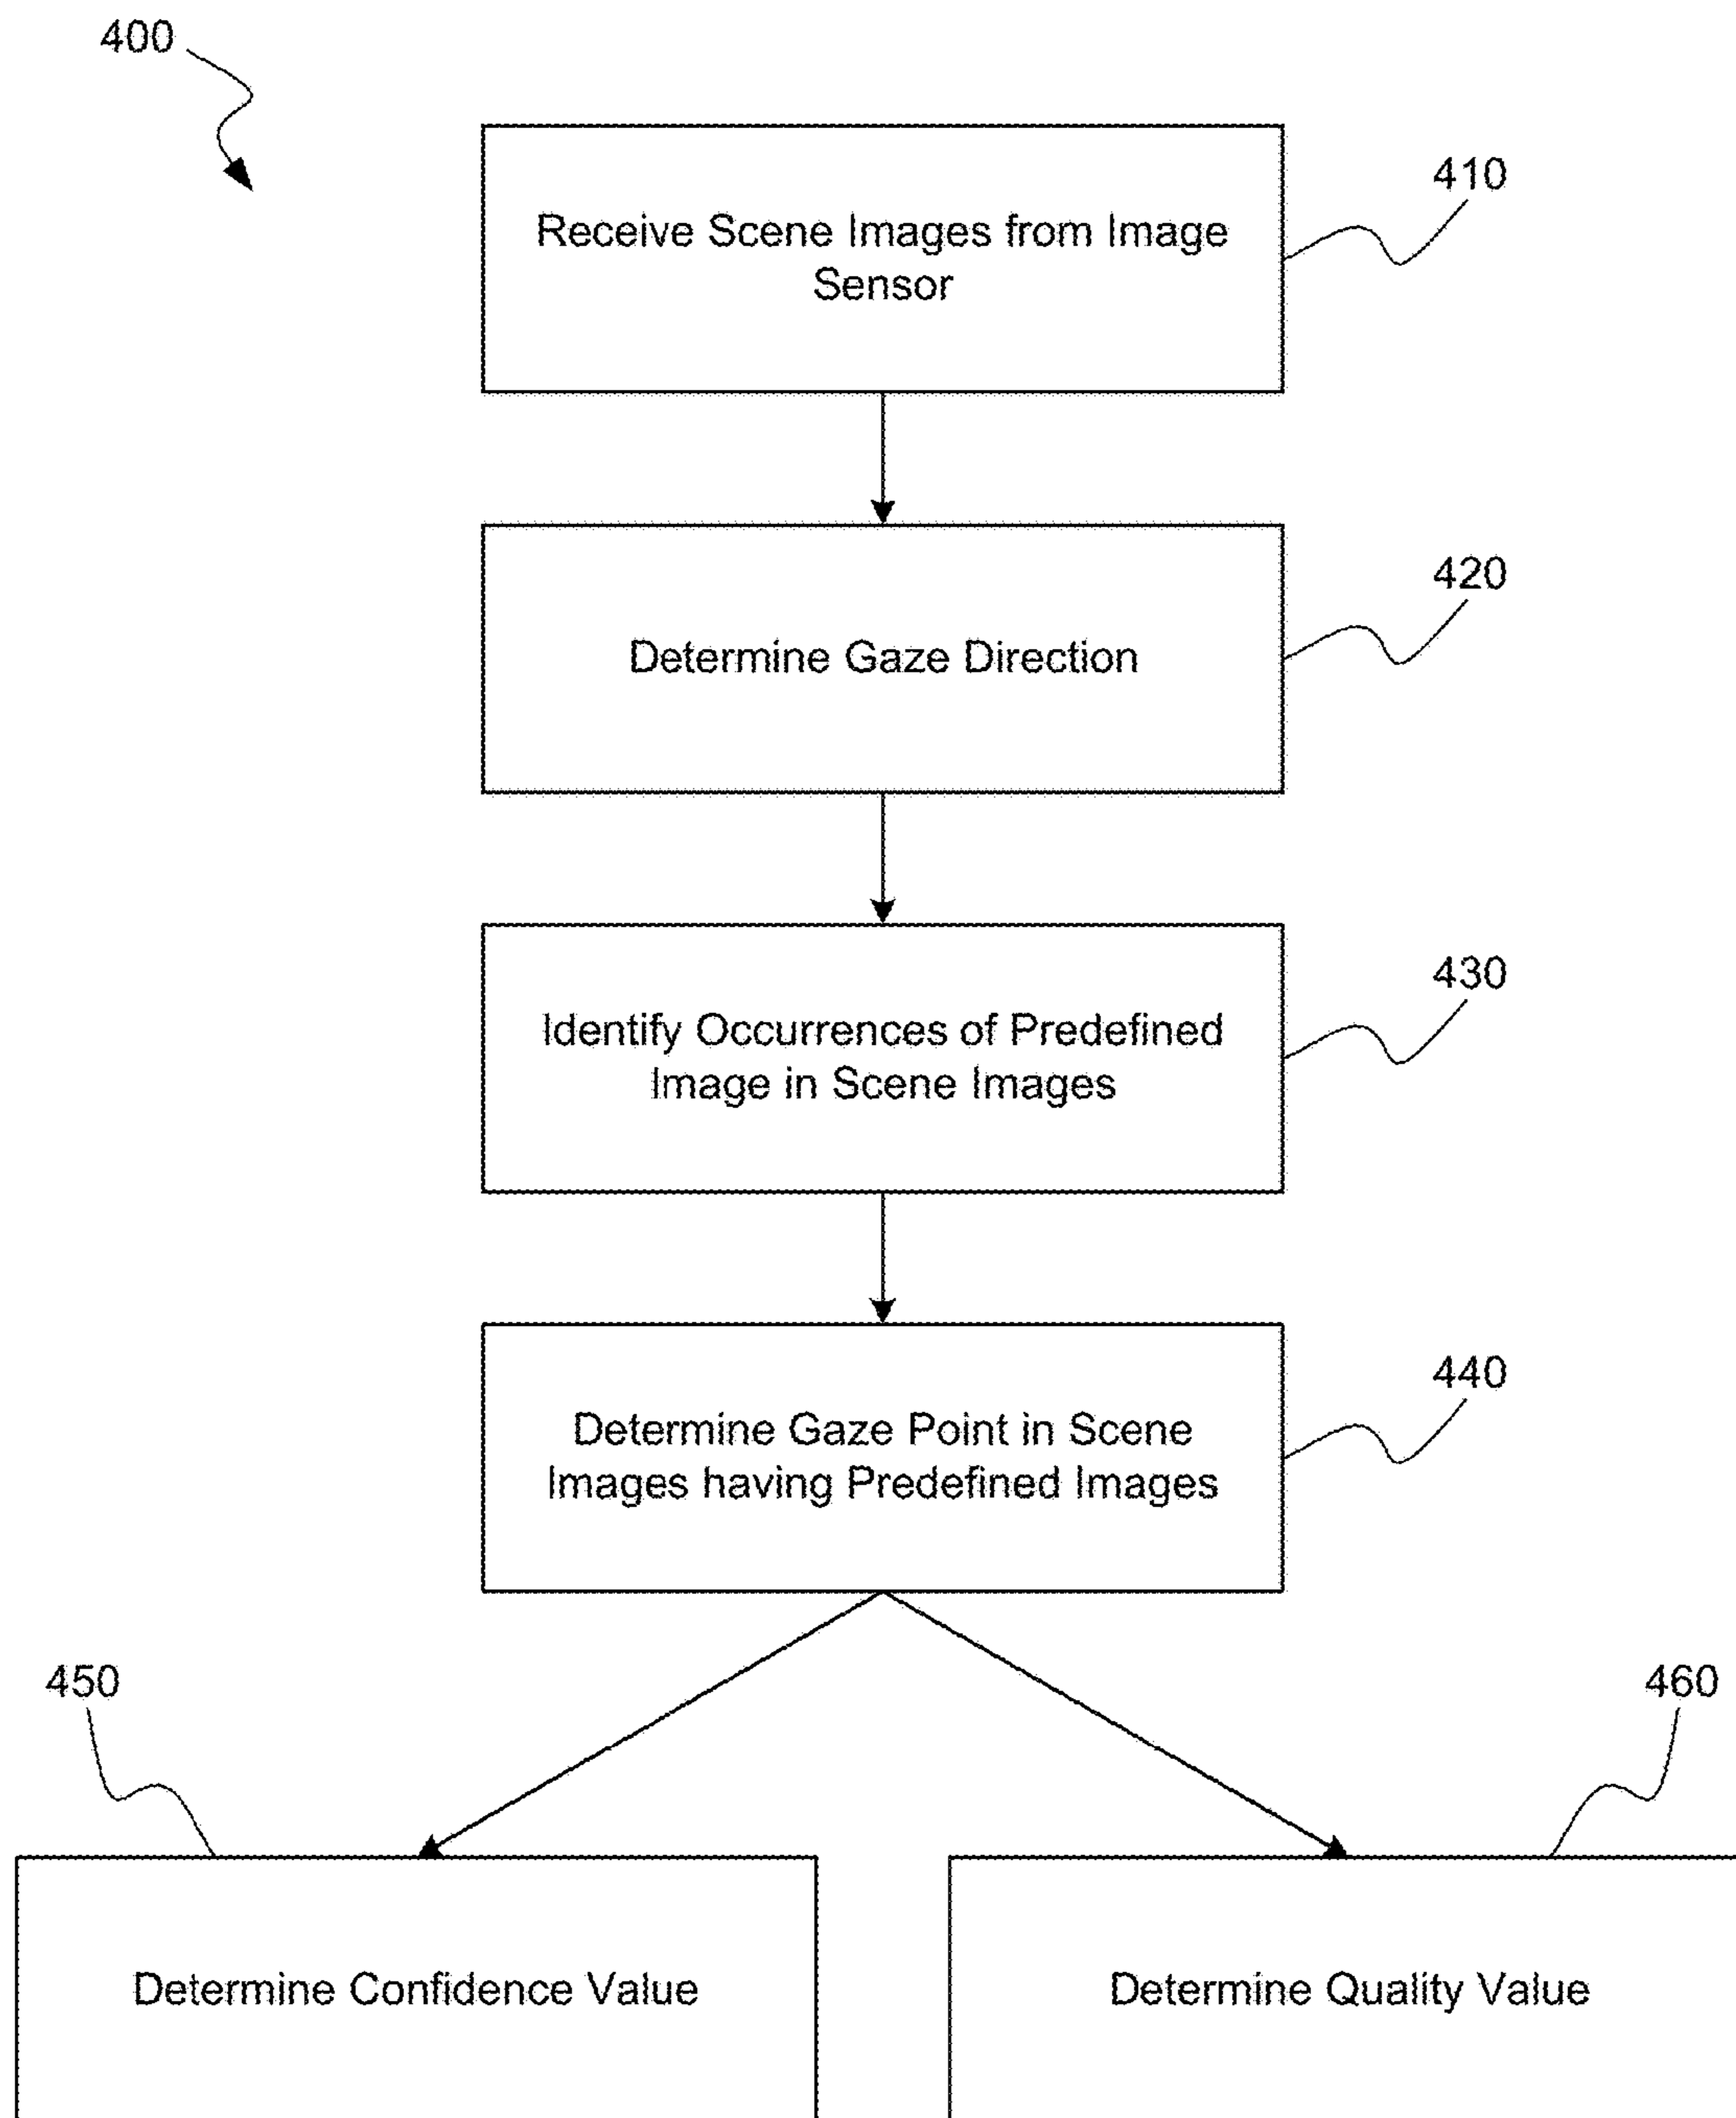 400
410
Receive Scene Images from Image
Sensor
420
Determine Gaze Direction
430
Identify Occurrences of Predefined
Image in Scene Images
440
Determine Gaze Point in Scene
Images having Predefined Images
450
460
Determine Confidence Value
Determine Quality Value